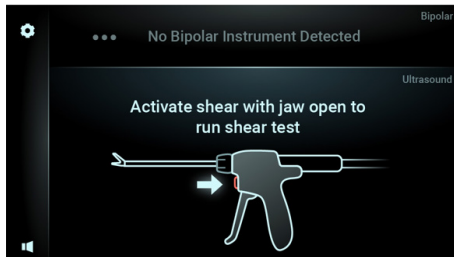 Bipolar
No Bipolar Instrument Detected
Ultrasound
Activate shear with jaw open to
run shear test